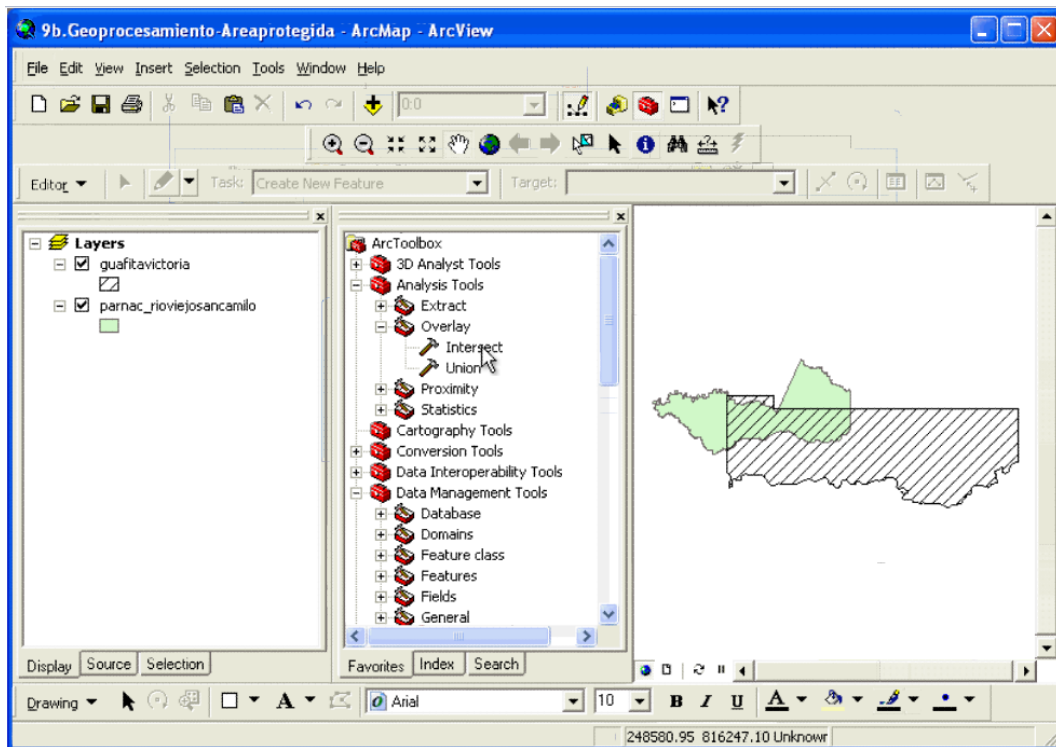 9b.Geoprocesamiento-Areaprotegida - ArcMap - ArcView
File Edit View Insert Selection Tools Window Help
0:0
Editor Task: Create New Feature Target:
Layers
guafitavictoria
parnac_rioviejosancamilo
Display Source Selection
ArcToolbox
3D Analyst Tools
Analysis Tools
Extract
Overlay
Intersect
Union
Proximity
Statistics
Cartography Tools
Conversion Tools
Data Interoperability Tools
Data Management Tools
Database
Domains
Feature class
Features
Fields
General
Favorites Index Search
Drawing A Arial 10 B I U A
248580.95 816247.10 Unknowr